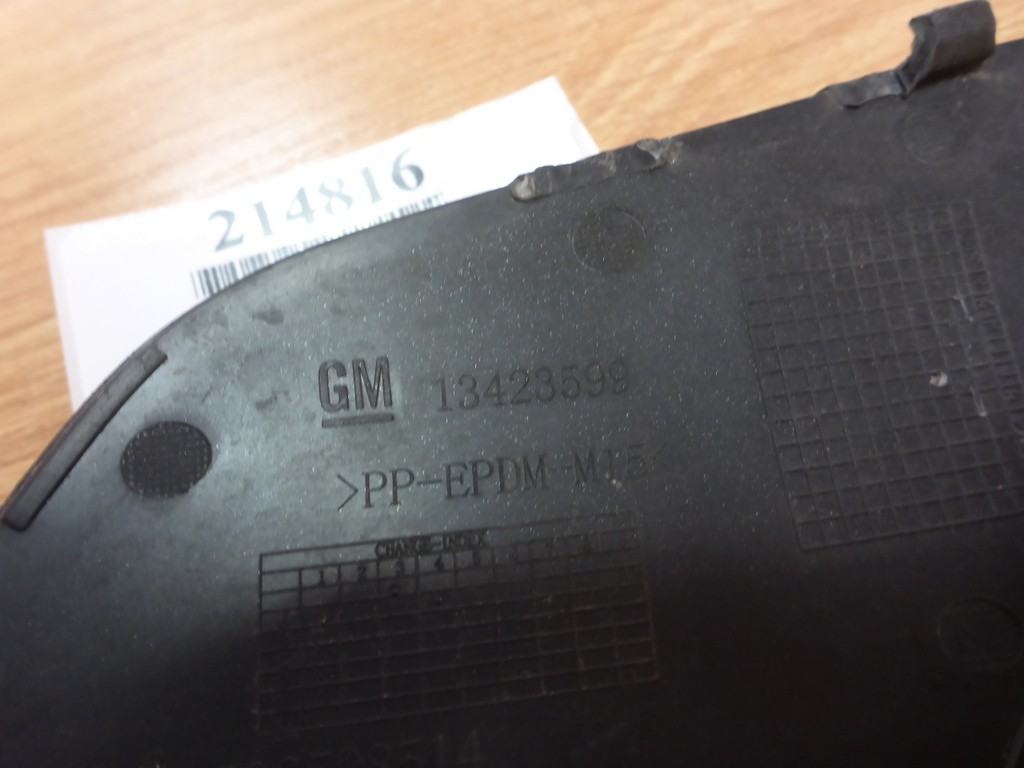 214816
GM 13423599
>PP-EPDM-M15<
CHANGE-INDEX
1 2 3 4 5